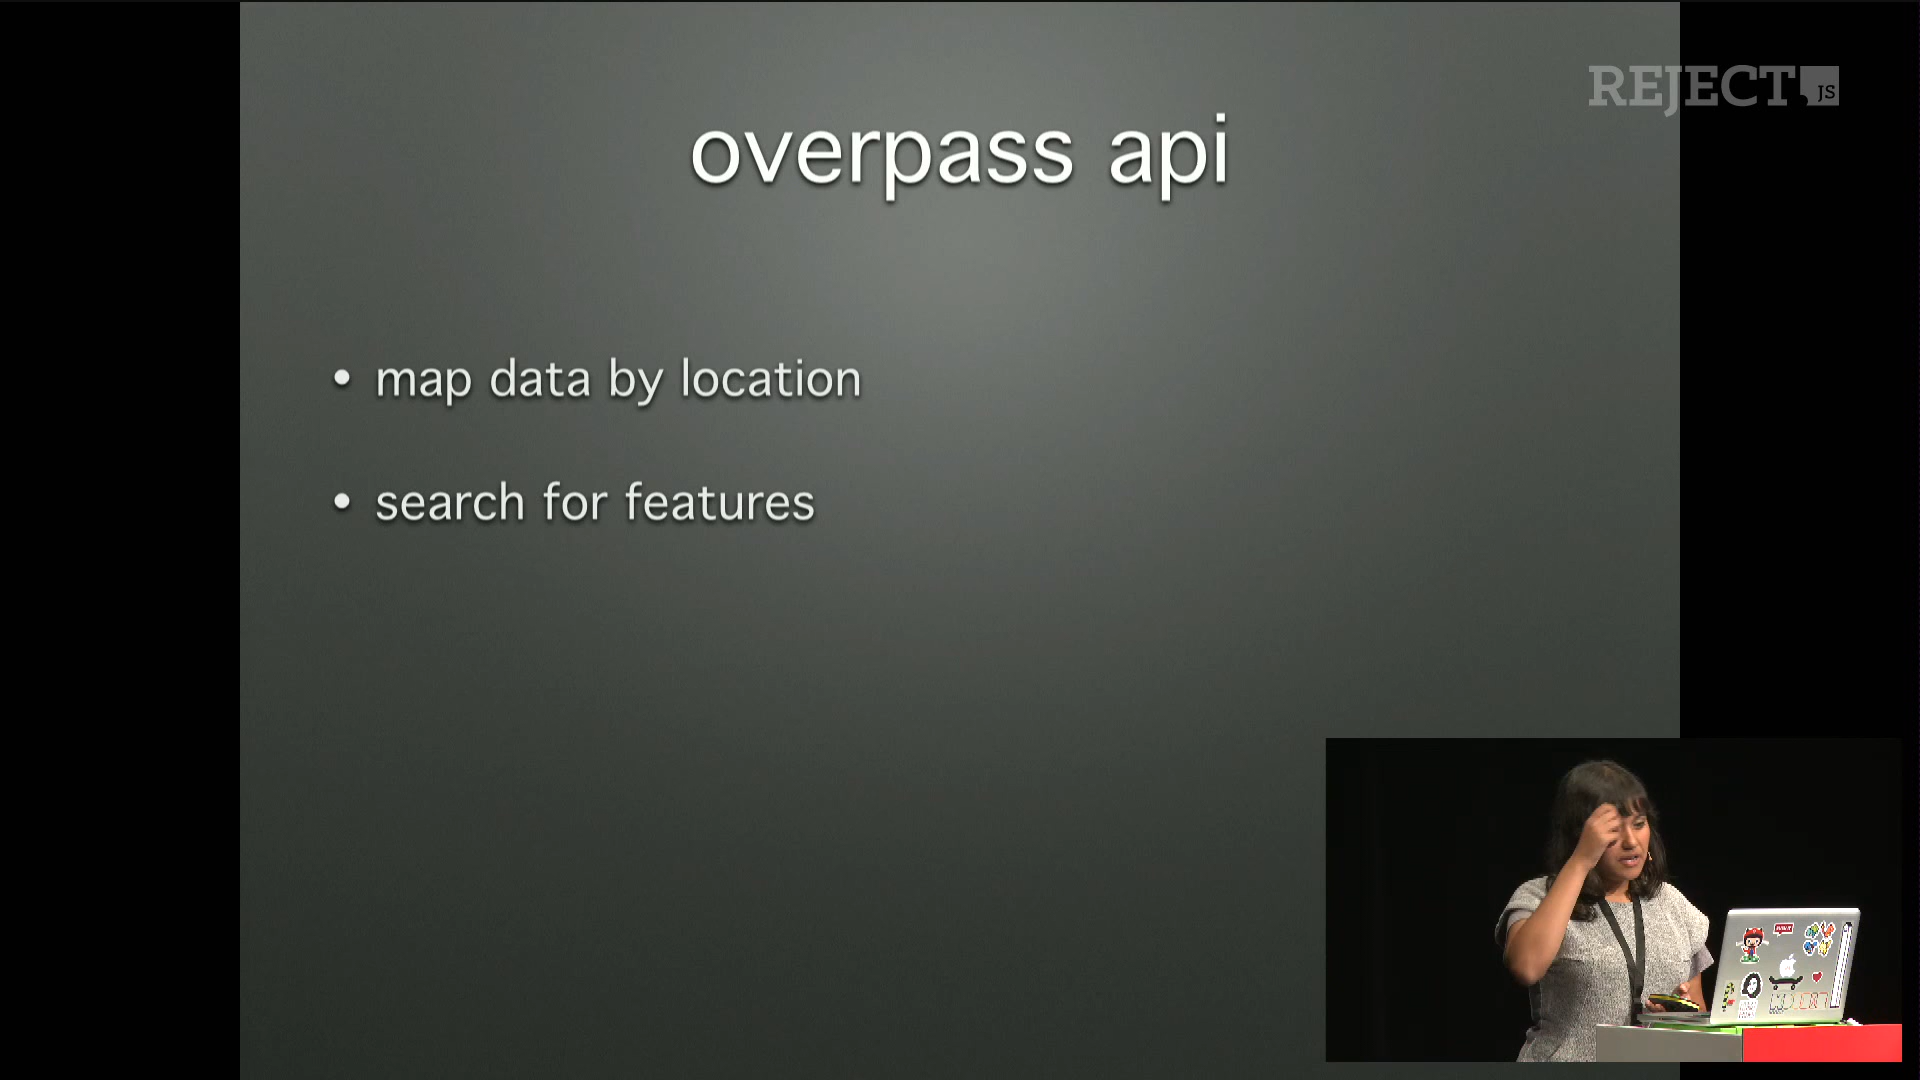 REJECT.JS
overpass api
• map data by location
• search for features